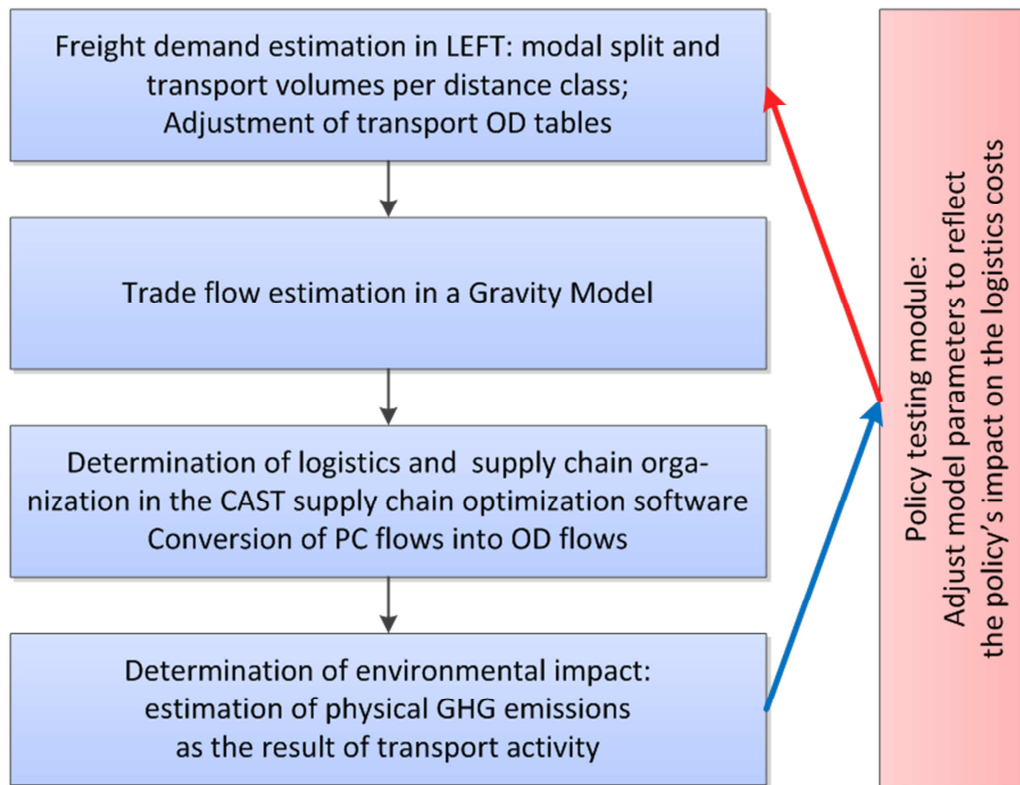 Freight demand estimation in LEFT: modal split and
transport volumes per distance class;
Adjustment of transport OD tables
Trade flow estimation in a Gravity Model
Determination of logistics and  supply chain orga-
nization in the CAST supply chain optimization software
Conversion of PC flows into OD flows
Determination of environmental impact:
estimation of physical GHG emissions
as the result of transport activity
Policy testing module:
Adjust model parameters to reflect
the policy's impact on the logistics costs